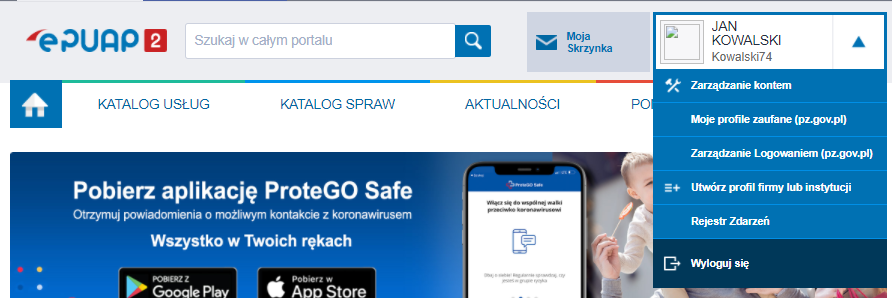 ePUAP 2
Szukaj w całym portalu
Moja
Skrzynka
JAN
KOWALSKI
Kowalski74
Zarządzanie kontem
Moje profile zaufane (pz.gov.pl)
Zarządzanie Logowaniem (pz.gov.pl)
Utwórz profil firmy lub instytucji
Rejestr Zdarzeń
Wyloguj się
KATALOG USŁUG
KATALOG SPRAW
AKTUALNOŚCI
Pobierz aplikację ProteGO Safe
Otrzymuj powiadomienia o możliwym kontakcie z koronawirusem
Wszystko w Twoich rękach
POBIERZ Z
Google Play
Pobierz w
App Store
ProteGO Safe
Włącz się do wspólnej walki
przeciwko koronawirusowi